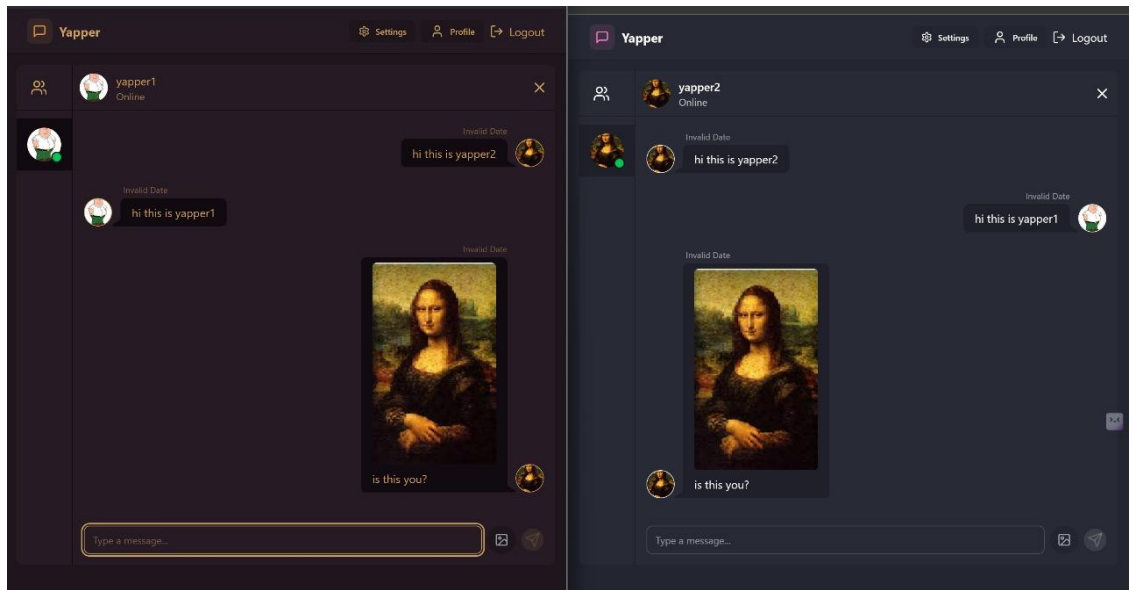 Yapper
Settings
Profile
Logout
yapper1
Online
Invalid Date
hi this is yapper2
Invalid Date
hi this is yapper1
Invalid Date
is this you?
Type a message...
Yapper
Settings
Profile
Logout
yapper2
Online
Invalid Date
hi this is yapper2
Invalid Date
hi this is yapper1
Invalid Date
is this you?
Type a message...